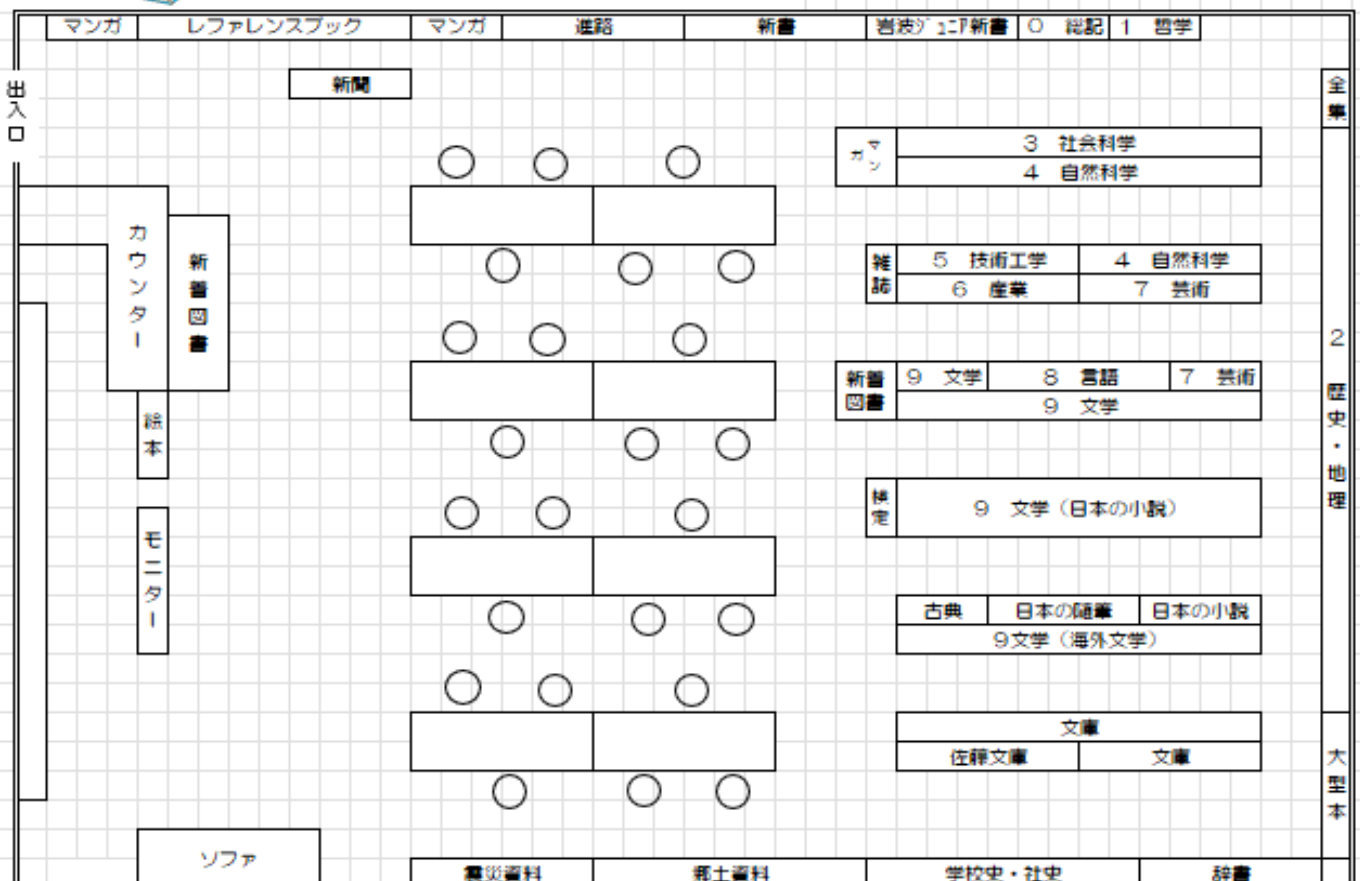 マンガ レファレンスブック マンガ 進路 新書 岩波ジュニア新書 0 総記 1 哲学
出入口
新聞
全集
マンガ
3 社会科学
4 自然科学
カウンター
新着図書
雑誌
5 技術工学 4 自然科学
6 産業 7 芸術
2 歴史・地理
新着図書
9 文学 8 言語 7 芸術
9 文学
絵本
検定
9 文学（日本の小説）
モニター
古典 日本の随筆 日本の小説
9文学（海外文学）
文庫
佐藤文庫 文庫
大型本
ソファ
震災資料 郷土資料 学校史・社史 辞書